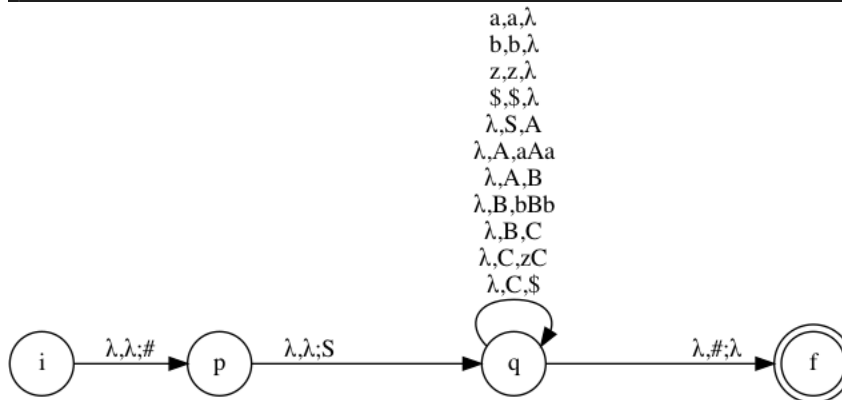 a,a,λ
b,b,λ
z,z,λ
$,$,λ
λ,S,A
λ,A,aAa
λ,A,B
λ,B,bBb
λ,B,C
λ,C,zC
λ,C,$
i
λ,λ;#
p
λ,λ;S
q
λ,#;λ
f